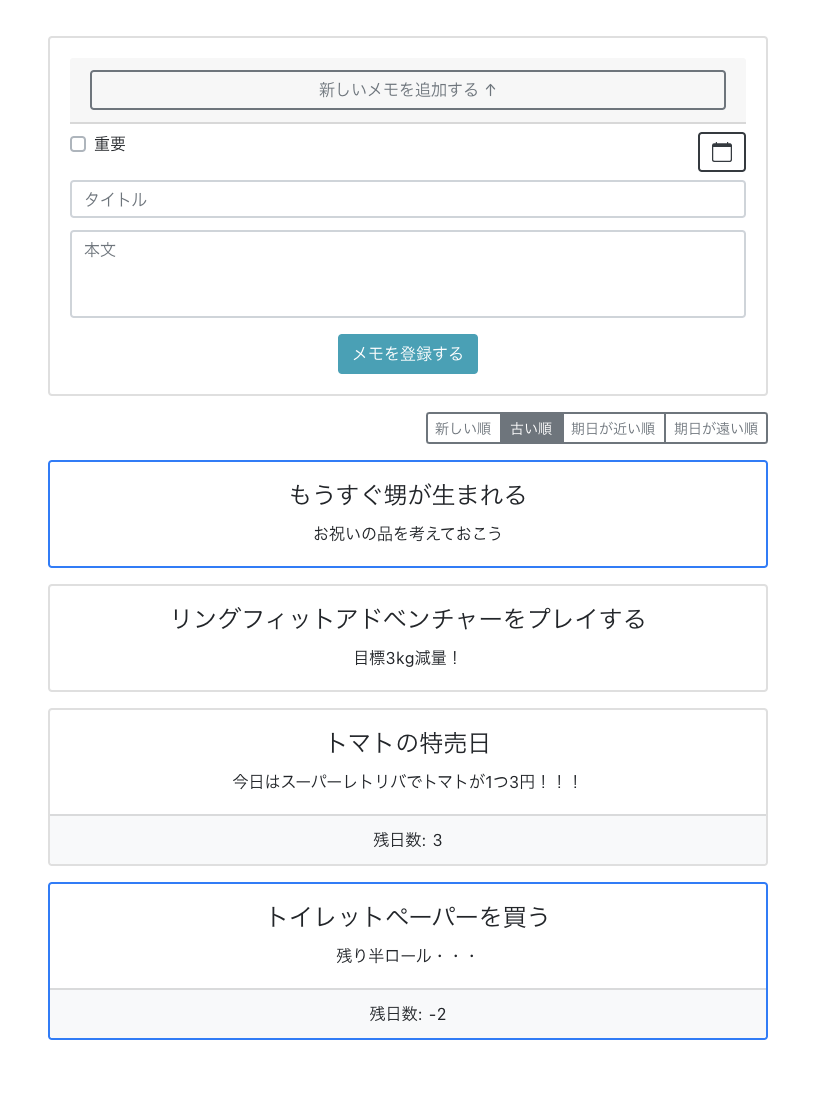 新しいメモを追加する ↑
重要
タイトル
本文
メモを登録する
新しい順 古い順 期日が近い順 期日が遠い順
もうすぐ甥が生まれる
お祝いの品を考えておこう
リングフィットアドベンチャーをプレイする
目標3kg減量！
トマトの特売日
今日はスーパーレトリバでトマトが1つ3円！！！
残日数: 3
トイレットペーパーを買う
残り半ロール・・・
残日数: -2